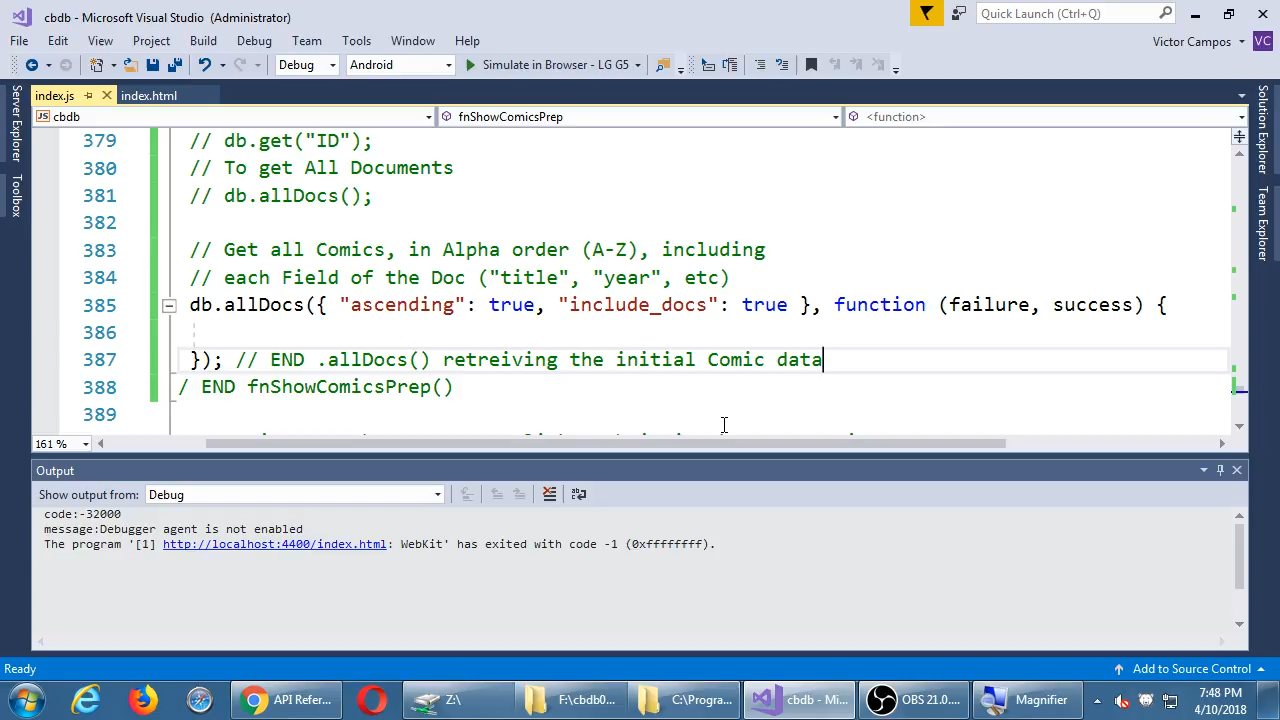 cbdb - Microsoft Visual Studio (Administrator)
Quick Launch (Ctrl+Q)
File Edit View Project Build Debug Team Tools Window Help
Victor Campos VC
Debug Android Simulate in Browser - LG G5
index.js index.html
JS cbdb fnShowComicsPrep <function>
Server Explorer
Toolbox
Solution Explorer
Team Explorer
379 // db.get("ID");
380 // To get All Documents
381 // db.allDocs();
382
383 // Get all Comics, in Alpha order (A-Z), including
384 // each Field of the Doc ("title", "year", etc)
385 db.allDocs({ "ascending": true, "include_docs": true }, function (failure, success) {
386
387 }); // END .allDocs() retreiving the initial Comic data
388 / END fnShowComicsPrep()
389
161 %
Output
Show output from: Debug
code:-32000
message:Debugger agent is not enabled
The program '[1] http://localhost:4400/index.html: WebKit' has exited with code -1 (0xffffffff).
Ready
Add to Source Control
API Refer... Z:\ F:\cbdb0... C:\Progra... cbdb - Mi... OBS 21.0.... Magnifier
7:48 PM
4/10/2018